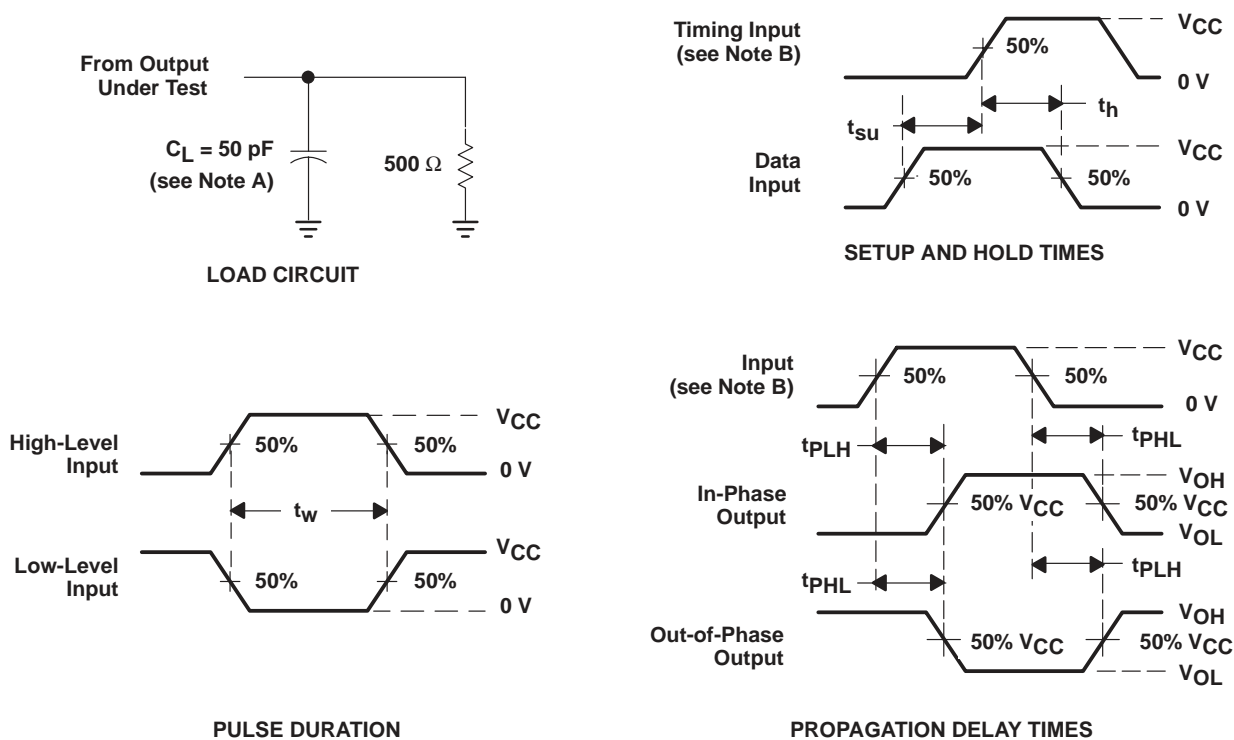 From Output
Under Test
CL = 50 pF
(see Note A)
500 Ω
LOAD CIRCUIT
Timing Input
(see Note B)
50%
VCC
0 V
th
tsu
Data
Input
50%
50%
VCC
0 V
SETUP AND HOLD TIMES
High-Level
Input
50%
50%
VCC
0 V
tw
Low-Level
Input
50%
50%
VCC
0 V
PULSE DURATION
Input
(see Note B)
50%
50%
VCC
0 V
tPLH
tPHL
In-Phase
Output
50% VCC
VOH
50% VCC
VOL
tPHL
tPLH
Out-of-Phase
Output
50% VCC
VOH
50% VCC
VOL
PROPAGATION DELAY TIMES